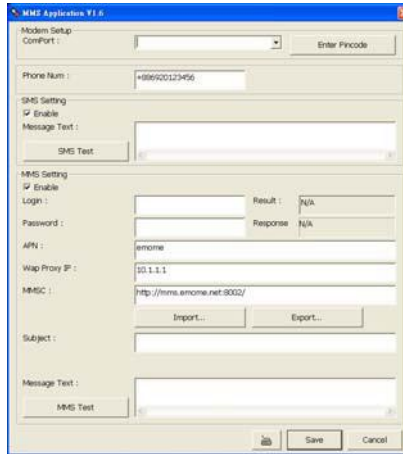 MMS Application V1.6
Modem Setup
ComPort :
Enter Pincode
Phone Num :
+886920123456
SMS Setting
Enable
Message Text :
SMS Test
MMS Setting
Enable
Login :
Result :
N/A
Password :
Response
N/A
APN :
emome
Wap Proxy IP :
10.1.1.1
MMSC :
http://mms.emome.net:8002/
Import...
Export...
Subject :
Message Text :
MMS Test
Save
Cancel